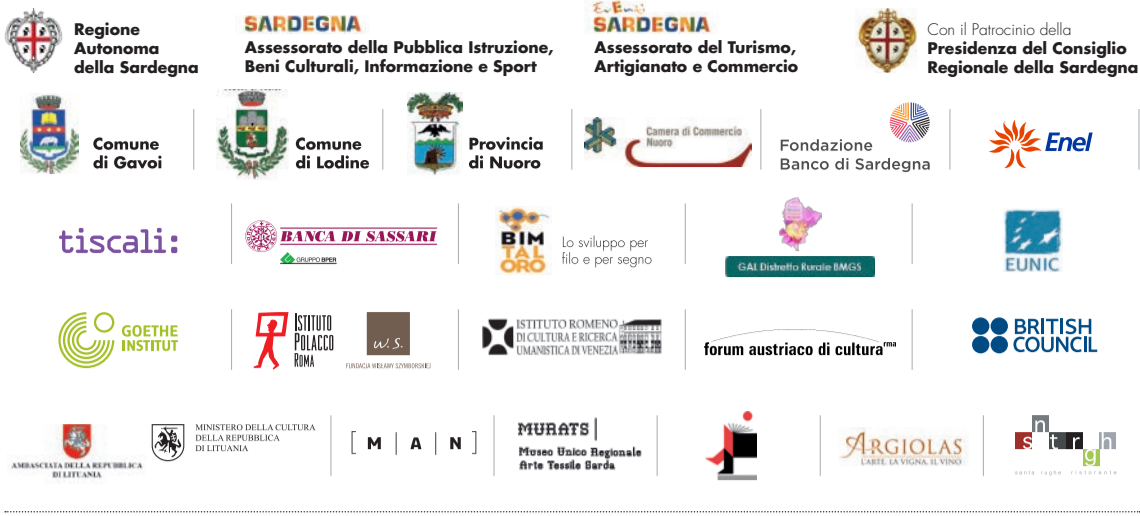 Regione
Autonoma
della Sardegna
SARDEGNA
Assessorato della Pubblica Istruzione,
Beni Culturali, Informazione e Sport
EvEnti
SARDEGNA
Assessorato del Turismo,
Artigianato e Commercio
Con il Patrocinio della
Presidenza del Consiglio
Regionale della Sardegna
Comune
di Gavoi
Comune
di Lodine
Provincia
di Nuoro
Camera di Commercio
Nuoro
Fondazione
Banco di Sardegna
Enel
tiscali:
BANCA DI SASSARI
GRUPPO BPER
BIM
TAL
ORO
Lo sviluppo per
filo e per segno
GAL Distretto Rurale BMGS
EUNIC
GOETHE
INSTITUT
ISTITUTO
POLACCO
ROMA
W.S.
FUNDACJA WISŁAWY SZYMBORSKIEJ
ISTITUTO ROMENO
DI CULTURA E RICERCA
UMANISTICA DI VENEZIA
forum austriaco di cultura rma
BRITISH
COUNCIL
AMBASCIATA DELLA REPUBBLICA
DI LITUANIA
MINISTERO DELLA CULTURA
DELLA REPUBBLICA
DI LITUANIA
[ M | A | N ]
MURATS
Museo Unico Regionale
Arte Tessile Sarda
ARGIOLAS
L'ARTE. LA VIGNA. IL VINO
sntrgh
santa rughe ristorante